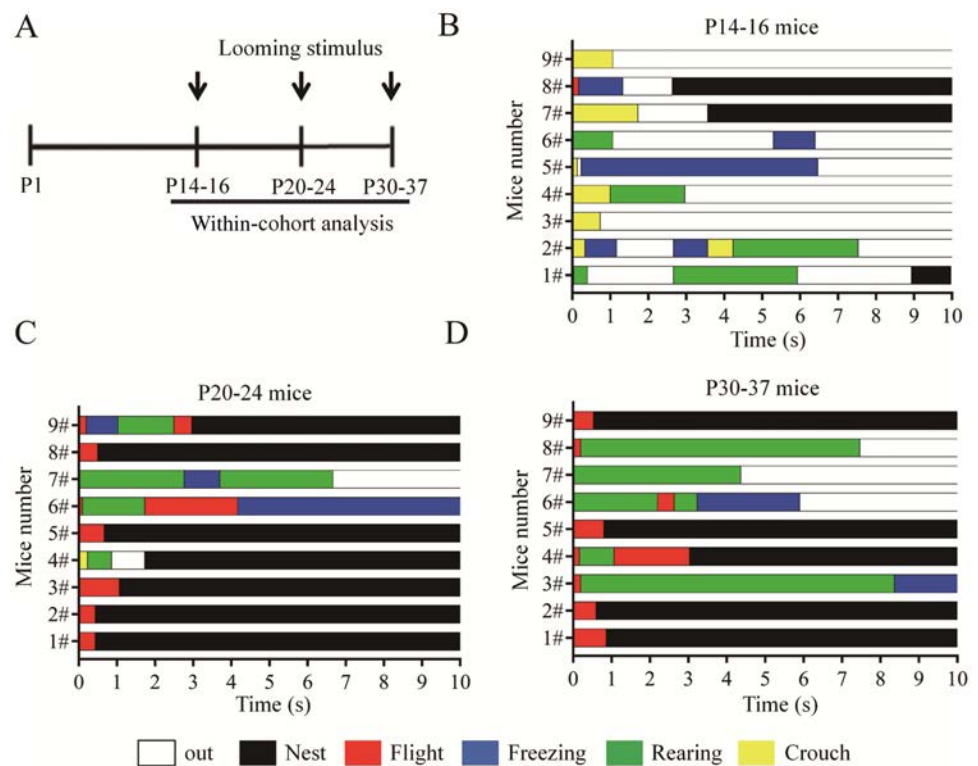 A
Looming stimulus
P1
P14-16
P20-24
P30-37
Within-cohort analysis
B
P14-16 mice
Mice number
9#
8#
7#
6#
5#
4#
3#
2#
1#
0 1 2 3 4 5 6 7 8 9 10
Time (s)
C
P20-24 mice
Mice number
9#
8#
7#
6#
5#
4#
3#
2#
1#
0 1 2 3 4 5 6 7 8 9 10
Time (s)
D
P30-37 mice
Mice number
9#
8#
7#
6#
5#
4#
3#
2#
1#
0 1 2 3 4 5 6 7 8 9 10
Time (s)
out Nest Flight Freezing Rearing Crouch